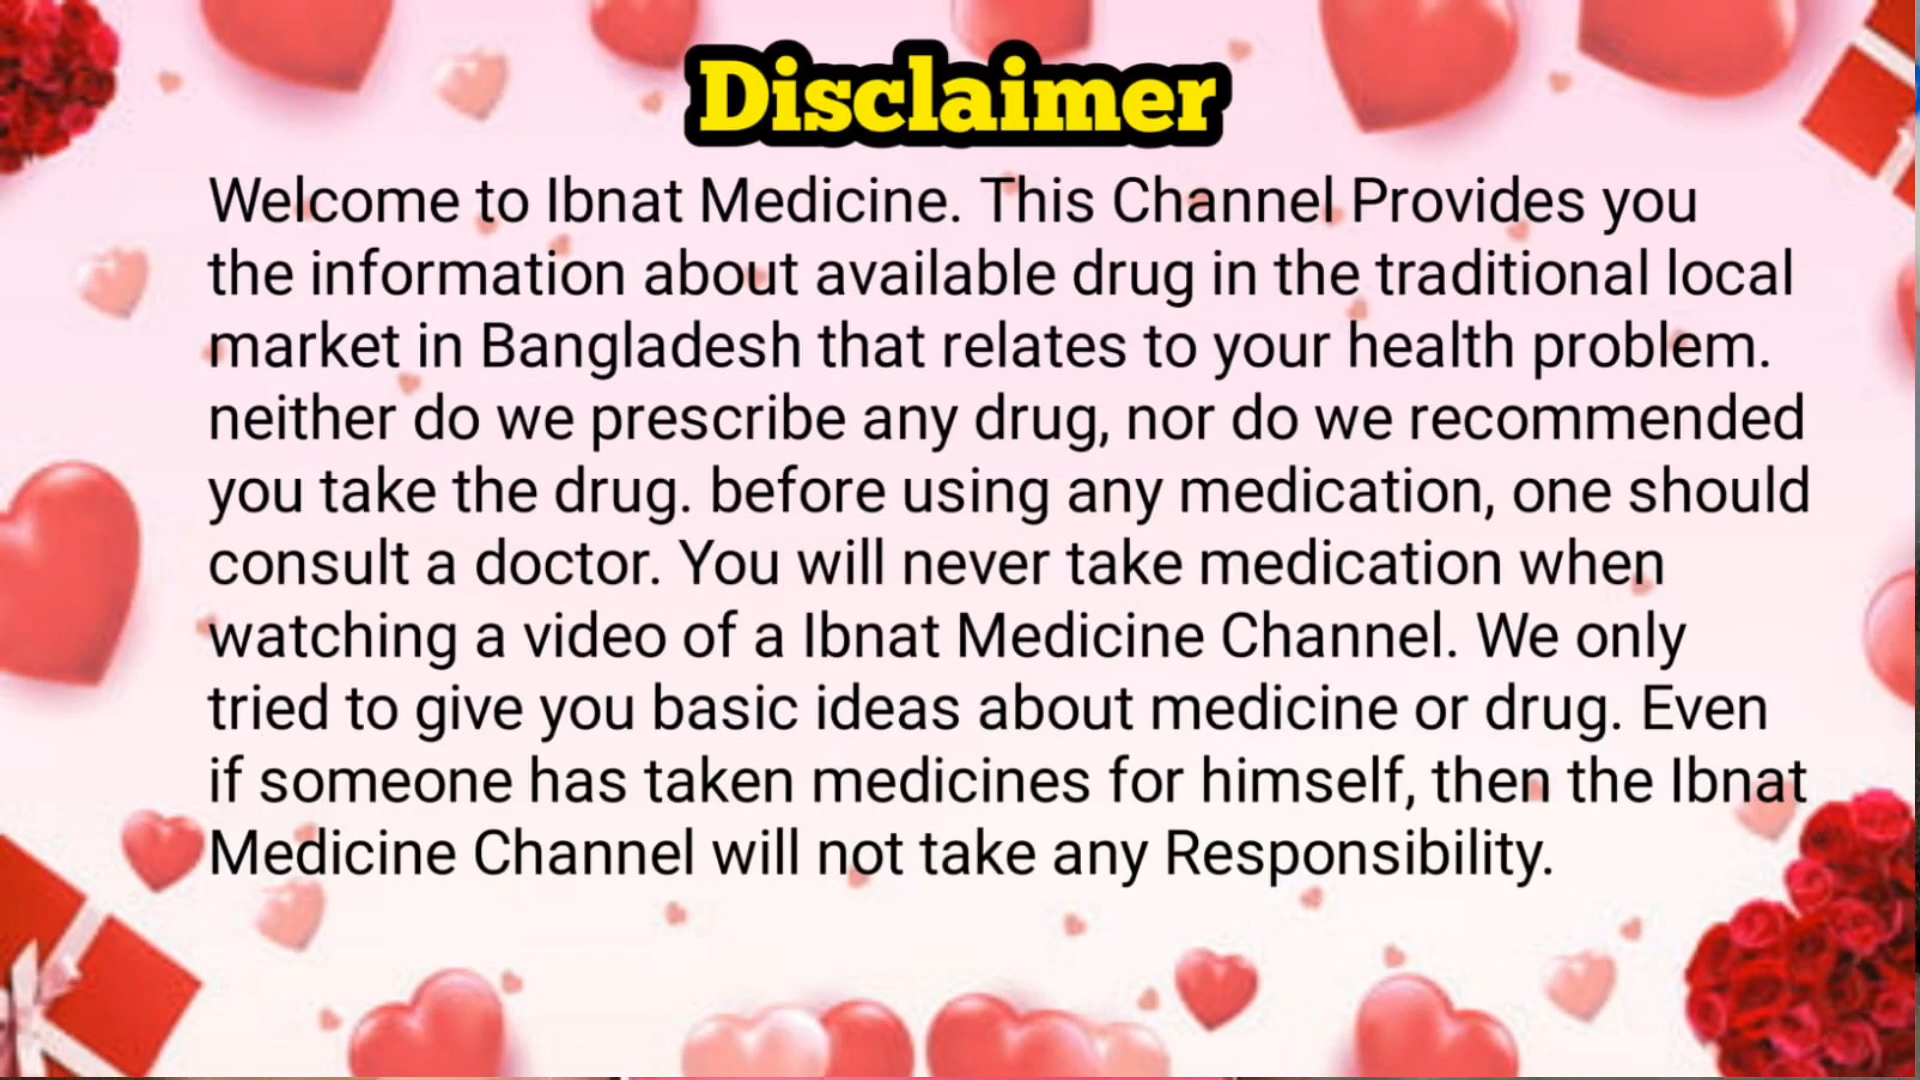 Disclaimer
Welcome to Ibnat Medicine. This Channel Provides you
the information about available drug in the traditional local
market in Bangladesh that relates to your health problem.
neither do we prescribe any drug, nor do we recommended
you take the drug. before using any medication, one should
consult a doctor. You will never take medication when
watching a video of a Ibnat Medicine Channel. We only
tried to give you basic ideas about medicine or drug. Even
if someone has taken medicines for himself, then the Ibnat
Medicine Channel will not take any Responsibility.